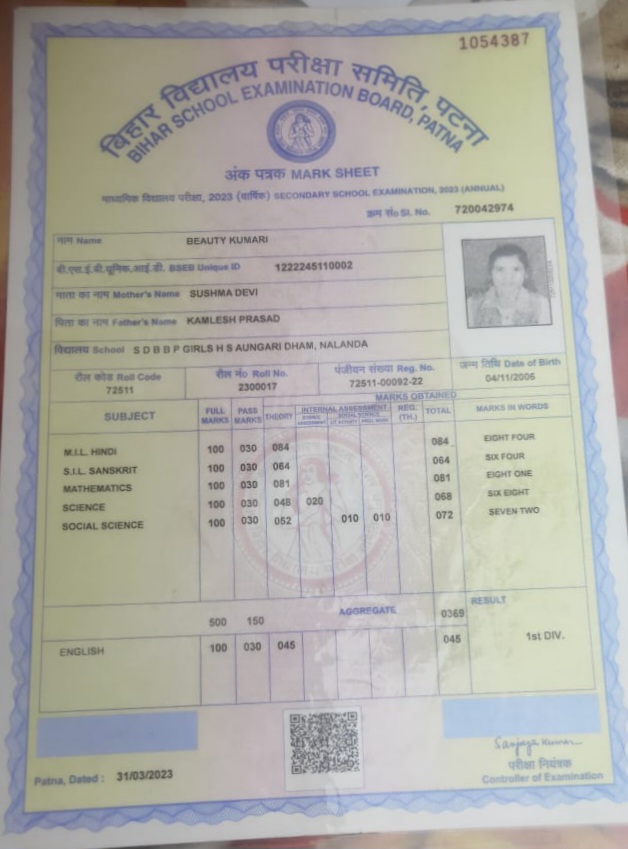 1054387
बिहार विद्यालय परीक्षा समिति, पटना
BIHAR SCHOOL EXAMINATION BOARD, PATNA
अंक पत्रक MARK SHEET
माध्यमिक विद्यालय परीक्षा, 2023 (वार्षिक) SECONDARY SCHOOL EXAMINATION, 2023 (ANNUAL)
क्रम सं० Sl. No. 720042974
नाम Name BEAUTY KUMARI
बी.एस.ई.बी.यूनिक.आई.डी. BSEB Unique ID 1222245110002
माता का नाम Mother's Name SUSHMA DEVI
पिता का नाम Father's Name KAMLESH PRASAD
विद्यालय School S D B B P GIRLS H S AUNGARI DHAM, NALANDA
रौल कोड Roll Code रौल नं० Roll No. पंजीयन संख्या Reg. No. जन्म तिथि Date of Birth
72511 2300017 72511-00092-22 04/11/2006
MARKS OBTAINED
SUBJECT FULL MARKS PASS MARKS THEORY INTERNAL ASSESSMENT REG. (TH.) TOTAL MARKS IN WORDS
M.I.L. HINDI 100 030 084 084 EIGHT FOUR
S.I.L. SANSKRIT 100 030 064 064 SIX FOUR
MATHEMATICS 100 030 081 081 EIGHT ONE
SCIENCE 100 030 048 020 068 SIX EIGHT
SOCIAL SCIENCE 100 030 052 010 010 072 SEVEN TWO
500 150 AGGREGATE 0369 RESULT
ENGLISH 100 030 045 045 1st DIV.
Sanjay Kumar
Patna, Dated : 31/03/2023
परीक्षा नियंत्रक
Controller of Examination